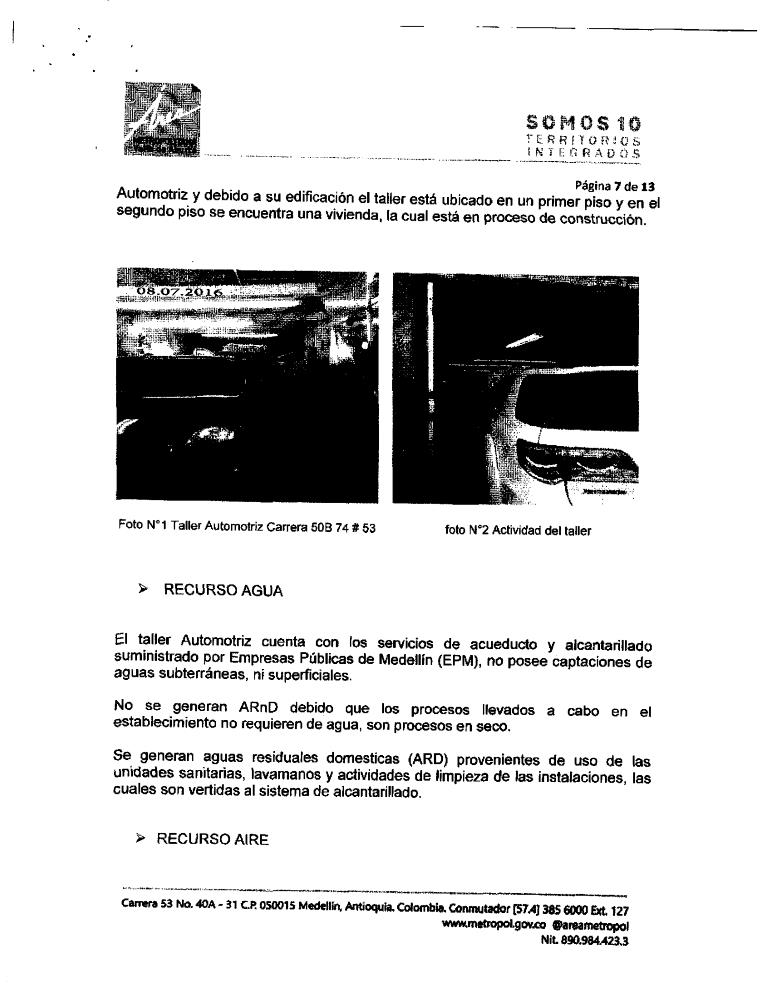 SOMOS 10
TERRITORIOS
INTEGRADOS
Página 7 de 13
Automotriz y debido a su edificación el taller está ubicado en un primer piso y en el
segundo piso se encuentra una vivienda, la cual está en proceso de construcción.
08.07.2016
Foto N°1 Taller Automotriz Carrera 50B 74 # 53
foto N°2 Actividad del taller
➢ RECURSO AGUA
El taller Automotriz cuenta con los servicios de acueducto y alcantarillado
suministrado por Empresas Públicas de Medellín (EPM), no posee captaciones de
aguas subterráneas, ni superficiales.
No se generan ARnD debido que los procesos llevados a cabo en el
establecimiento no requieren de agua, son procesos en seco.
Se generan aguas residuales domesticas (ARD) provenientes de uso de las
unidades sanitarias, lavamanos y actividades de limpieza de las instalaciones, las
cuales son vertidas al sistema de alcantarillado.
➢ RECURSO AIRE
Carrera 53 No. 40A - 31 C.P. 050015 Medellín, Antioquia. Colombia. Conmutador [57.4] 385 6000 Ext. 127
www.metropol.gov.co @areametropol
Nit. 890.984.423.3